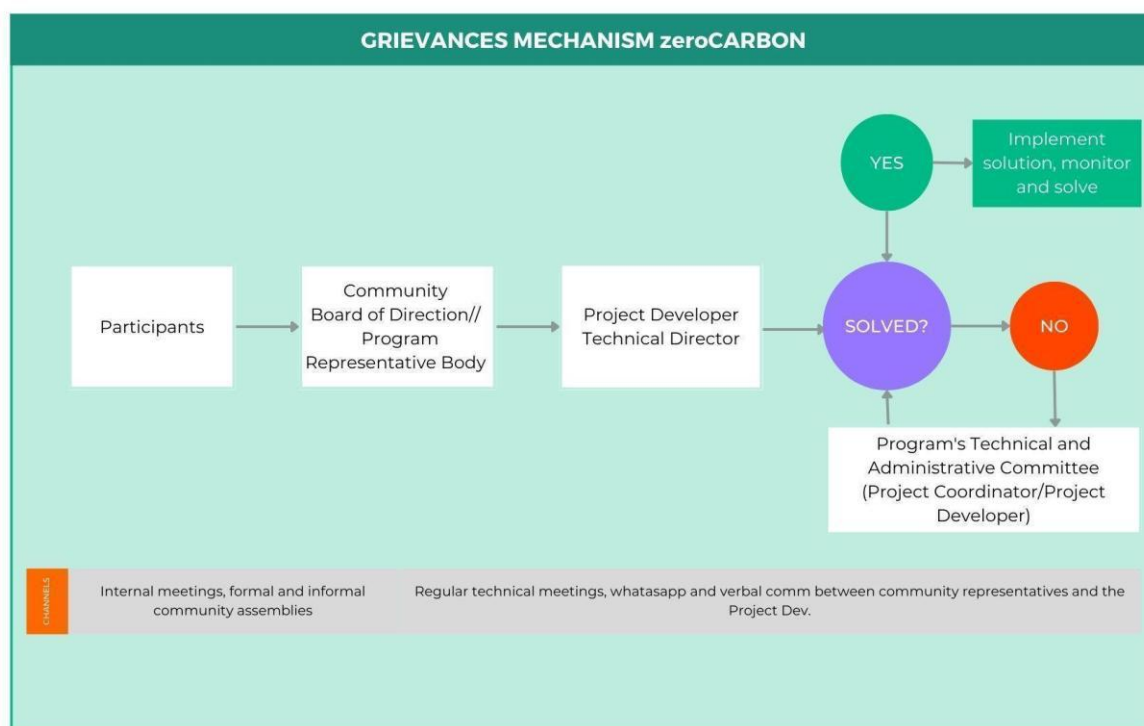 GRIEVANCES MECHANISM zeroCARBON
YES
Implement
solution, monitor
and solve
Participants
Community
Board of Direction//
Program
Representative Body
Project Developer
Technical Director
SOLVED?
NO
Program's Technical and
Administrative Committee
(Project Coordinator/Project
Developer)
CHANNELS
Internal meetings, formal and informal
community assemblies
Regular technical meetings, whatasapp and verbal comm between community representatives and the
Project Dev.